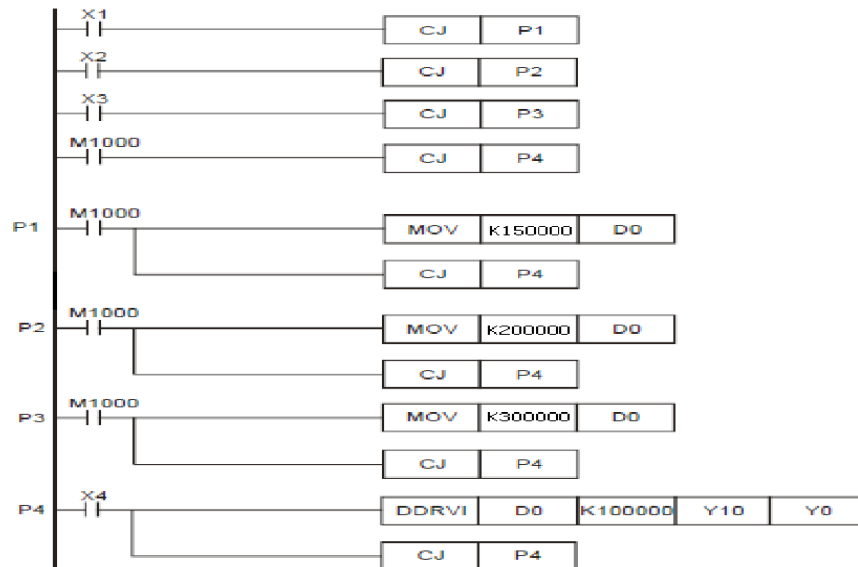 X1
CJ P1
X2
CJ P2
X3
CJ P3
M1000
CJ P4
P1 M1000
MOV K150000 D0
CJ P4
P2 M1000
MOV K200000 D0
CJ P4
P3 M1000
MOV K300000 D0
CJ P4
P4 X4
DDRVI D0 K100000 Y10 Y0
CJ P4